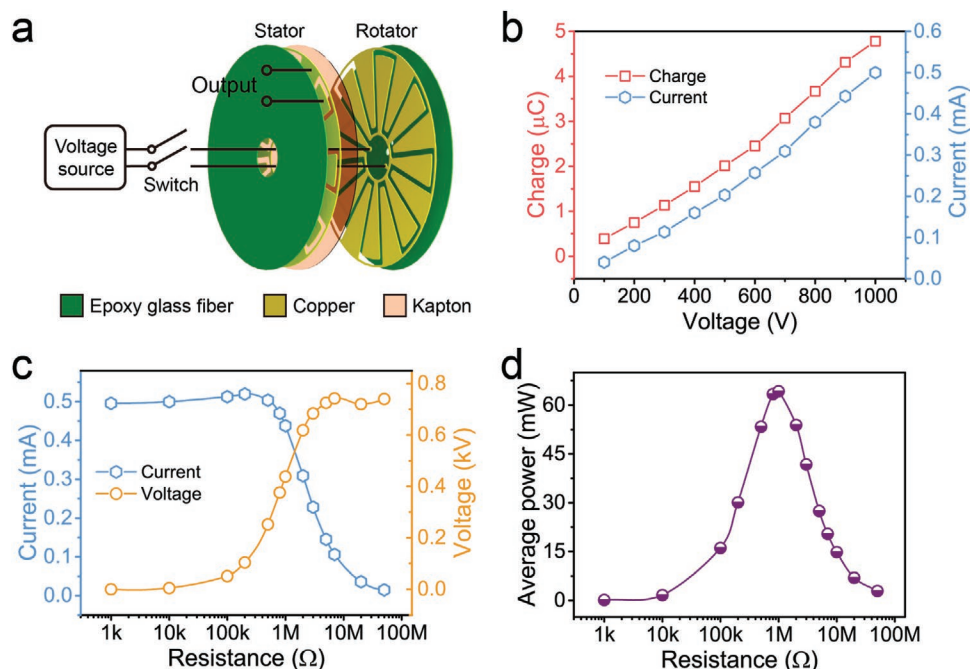 a
Stator
Rotator
Output
Voltage
source
Switch
Epoxy glass fiber
Copper
Kapton
b
Charge (μC)
5
4
3
2
1
0
Charge
Current
0.6
0.5
0.4
0.3
0.2
0.1
0.0
Current (mA)
0 200 400 600 800 1000
Voltage (V)
c
Current (mA)
0.5
0.4
0.3
0.2
0.1
0.0
Current
Voltage
0.8
0.6
0.4
0.2
0.0
Voltage (kV)
1k 10k 100k 1M 10M 100M
Resistance (Ω)
d
Average power (mW)
60
30
0
1k 10k 100k 1M 10M 100M
Resistance (Ω)